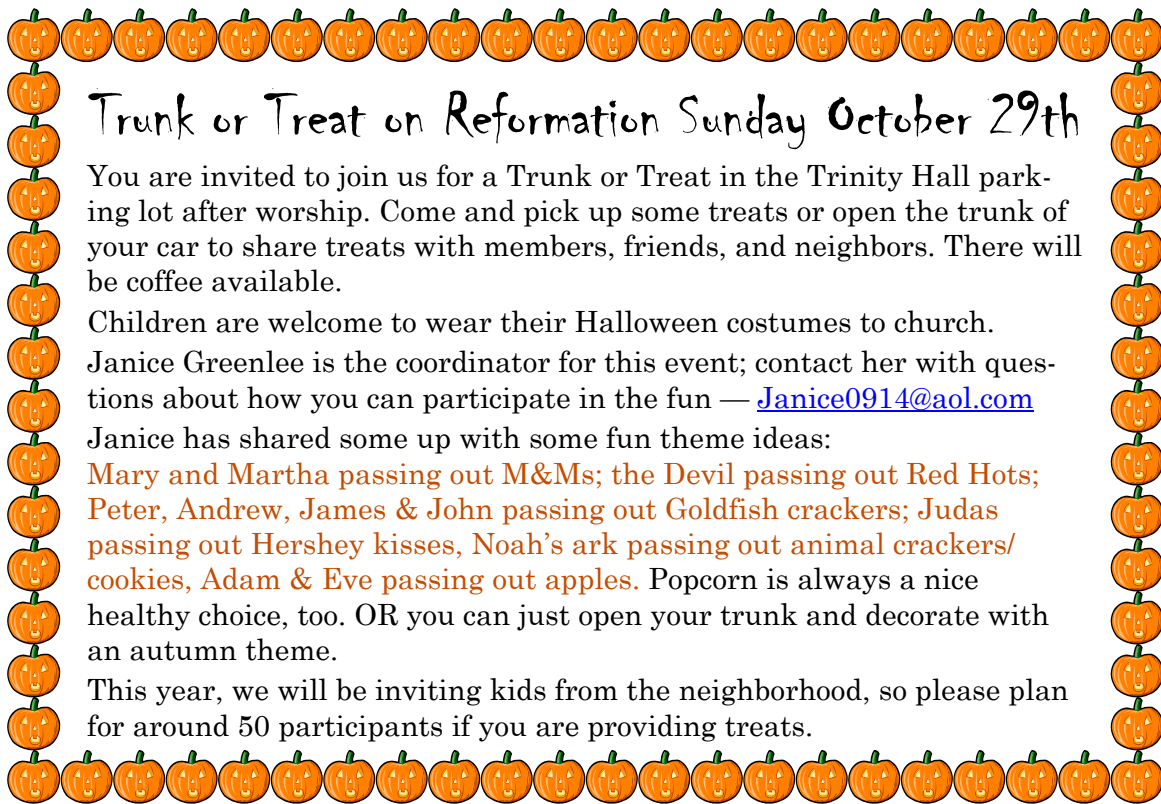 Trunk or Treat on Reformation Sunday October 29th
You are invited to join us for a Trunk or Treat in the Trinity Hall park-
ing lot after worship. Come and pick up some treats or open the trunk of
your car to share treats with members, friends, and neighbors. There will
be coffee available.
Children are welcome to wear their Halloween costumes to church.
Janice Greenlee is the coordinator for this event; contact her with ques-
tions about how you can participate in the fun — Janice0914@aol.com
Janice has shared some up with some fun theme ideas:
Mary and Martha passing out M&Ms; the Devil passing out Red Hots;
Peter, Andrew, James & John passing out Goldfish crackers; Judas
passing out Hershey kisses, Noah's ark passing out animal crackers/
cookies, Adam & Eve passing out apples. Popcorn is always a nice
healthy choice, too. OR you can just open your trunk and decorate with
an autumn theme.
This year, we will be inviting kids from the neighborhood, so please plan
for around 50 participants if you are providing treats.